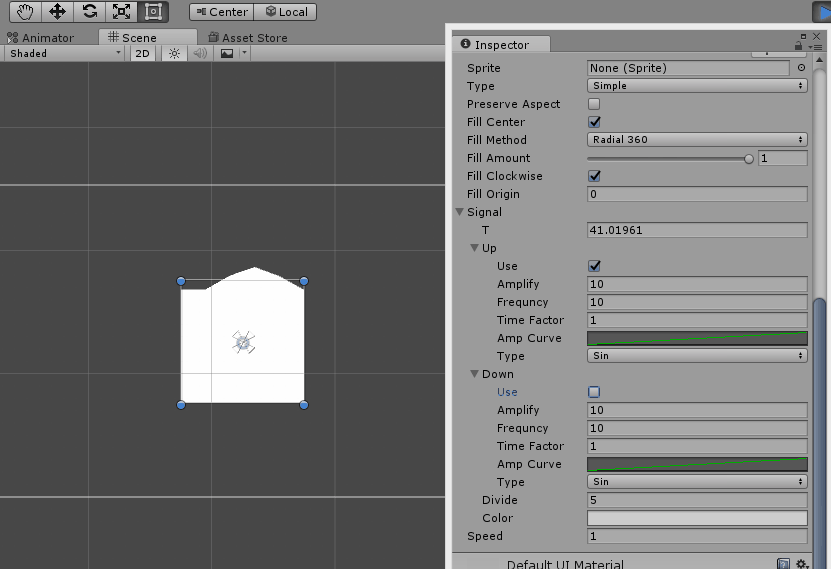 Center Local
Animator Scene Asset Store
Shaded 2D
Inspector
Sprite None (Sprite)
Type Simple
Preserve Aspect
Fill Center
Fill Method Radial 360
Fill Amount 1
Fill Clockwise
Fill Origin 0
Signal
T 41.01961
Up
Use
Amplify 10
Frequncy 10
Time Factor 1
Amp Curve
Type Sin
Down
Use
Amplify 10
Frequncy 10
Time Factor 1
Amp Curve
Type Sin
Divide 5
Color
Speed 1
Default UI Material